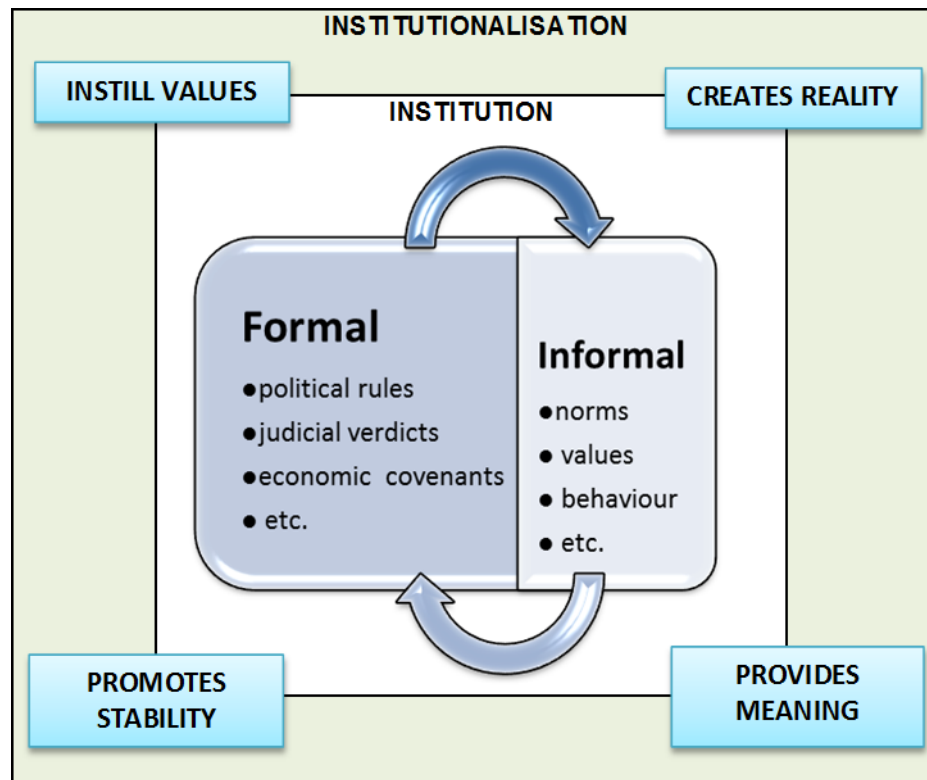 INSTITUTIONALISATION
INSTILL VALUES
CREATES REALITY
INSTITUTION
Formal
●political rules
●judicial verdicts
●economic covenants
● etc.
Informal
●norms
● values
● behaviour
● etc.
PROMOTES
STABILITY
PROVIDES
MEANING